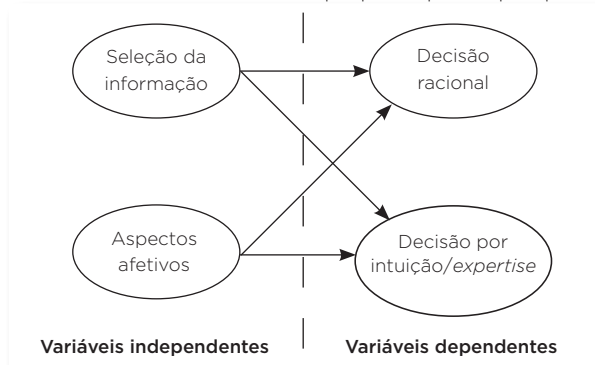 Seleção da
informação
Decisão
racional
Aspectos
afetivos
Decisão por
intuição/expertise
Variáveis independentes
Variáveis dependentes